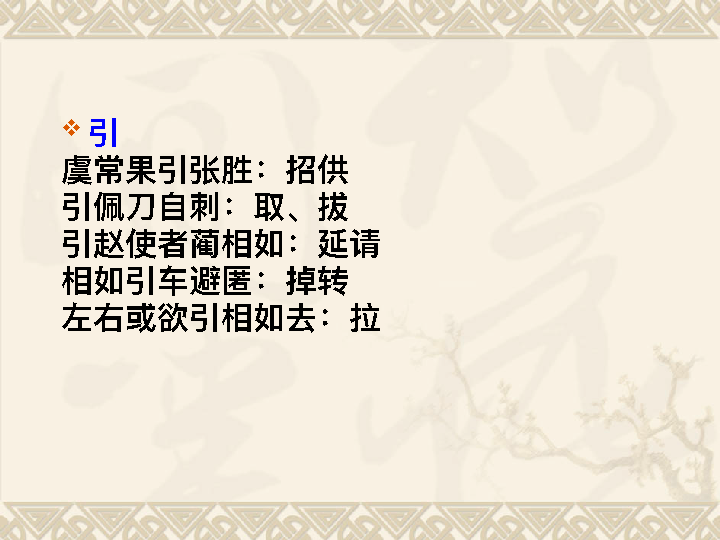 引
虞常果引张胜：招供
引佩刀自刺：取、拔
引赵使者蔺相如：延请
相如引车避匿：掉转
左右或欲引相如去：拉